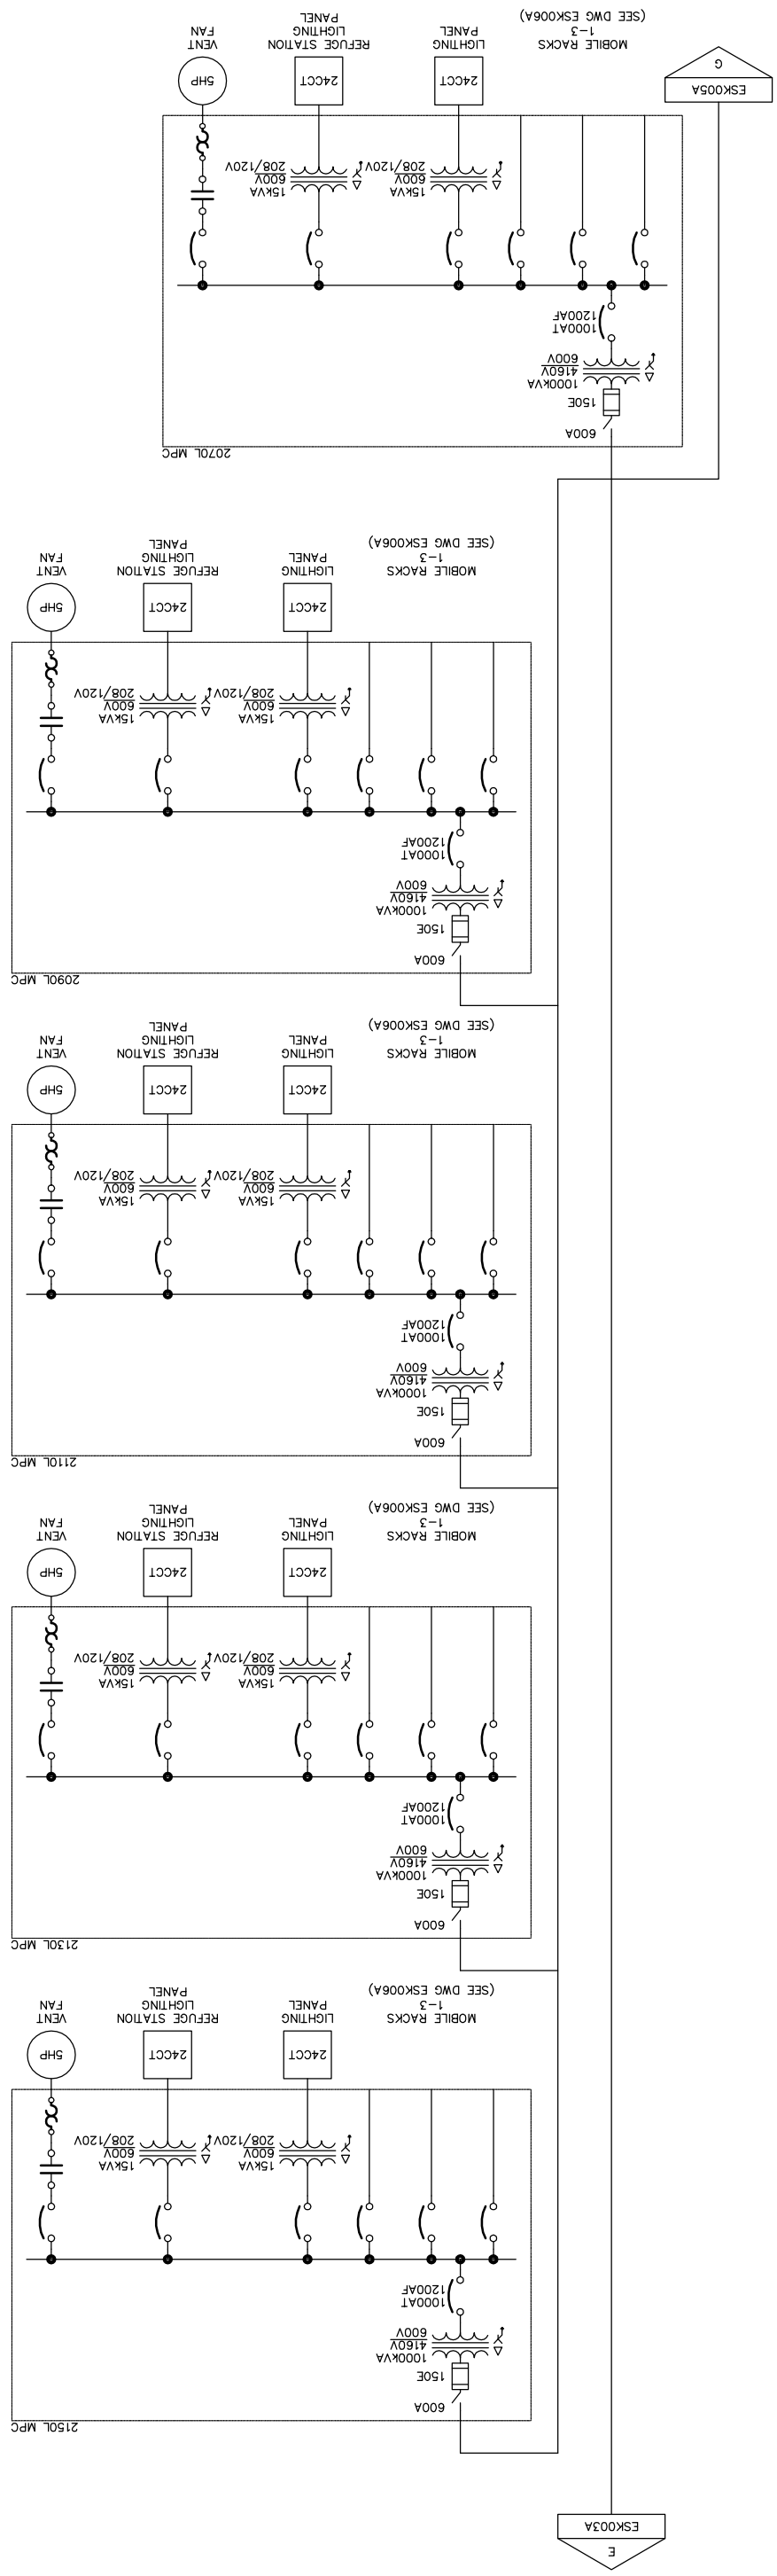 E
ESK003A
2150L MPC
600A
150E
1000kVA
4160V
600V
1000AT
1200AF
15kVA
600V
208/120V
15kVA
600V
208/120V
24CCT
24CCT
5HP
MOBILE RACKS
1-3
(SEE DWG ESK006A)
LIGHTING
PANEL
REFUGE STATION
LIGHTING
PANEL
VENT
FAN
2130L MPC
600A
150E
1000kVA
4160V
600V
1000AT
1200AF
15kVA
600V
208/120V
15kVA
600V
208/120V
24CCT
24CCT
5HP
MOBILE RACKS
1-3
(SEE DWG ESK006A)
LIGHTING
PANEL
REFUGE STATION
LIGHTING
PANEL
VENT
FAN
2110L MPC
600A
150E
1000kVA
4160V
600V
1000AT
1200AF
15kVA
600V
208/120V
15kVA
600V
208/120V
24CCT
24CCT
5HP
MOBILE RACKS
1-3
(SEE DWG ESK006A)
LIGHTING
PANEL
REFUGE STATION
LIGHTING
PANEL
VENT
FAN
2090L MPC
600A
150E
1000kVA
4160V
600V
1000AT
1200AF
15kVA
600V
208/120V
15kVA
600V
208/120V
24CCT
24CCT
5HP
MOBILE RACKS
1-3
(SEE DWG ESK006A)
LIGHTING
PANEL
REFUGE STATION
LIGHTING
PANEL
VENT
FAN
2070L MPC
600A
150E
1000kVA
4160V
600V
1000AT
1200AF
15kVA
600V
208/120V
15kVA
600V
208/120V
24CCT
24CCT
5HP
MOBILE RACKS
1-3
(SEE DWG ESK006A)
LIGHTING
PANEL
REFUGE STATION
LIGHTING
PANEL
VENT
FAN
ESK005A
G